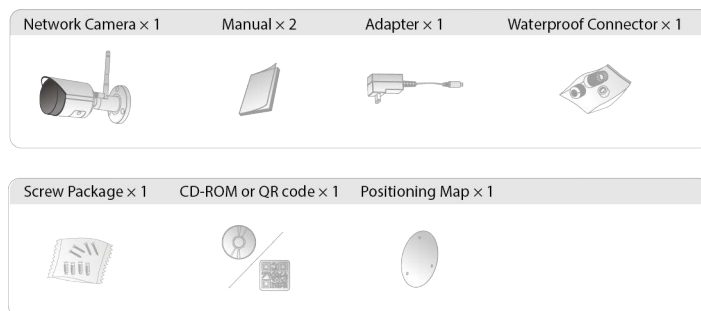 Network Camera × 1 Manual × 2 Adapter × 1 Waterproof Connector × 1
Screw Package × 1 CD-ROM or QR code × 1 Positioning Map × 1